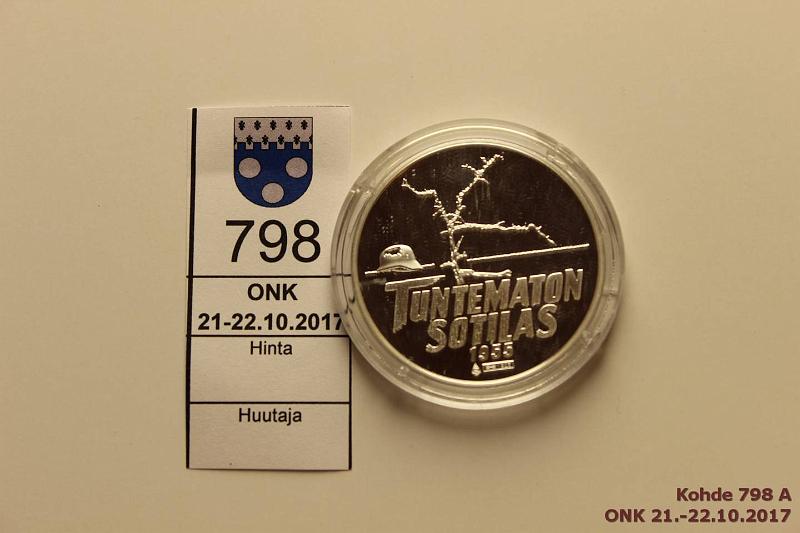 798
ONK
21-22.10.2017
Hinta
Huutaja
TUNTEMATON
SOTILAS
1955
Kohde 798 A
ONK 21.-22.10.2017